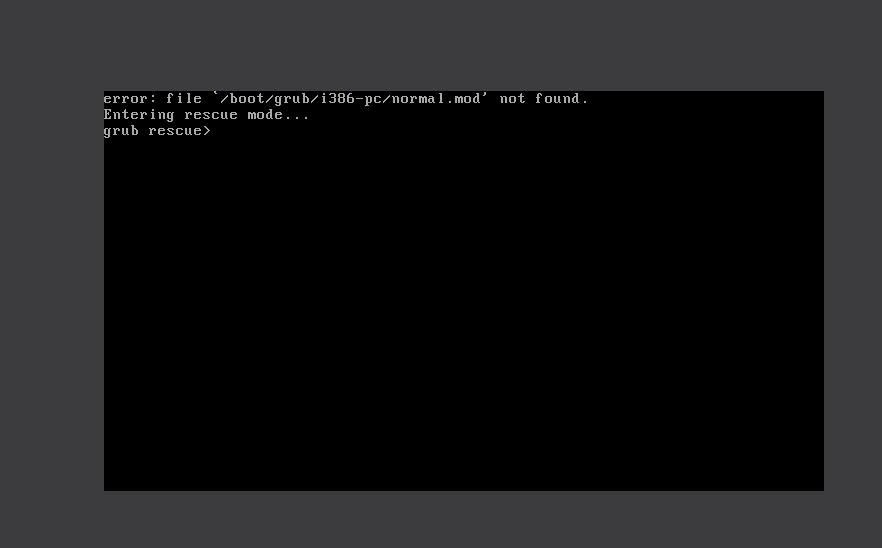 error: file `/boot/grub/i386-pc/normal.mod' not found.
Entering rescue mode...
grub rescue>